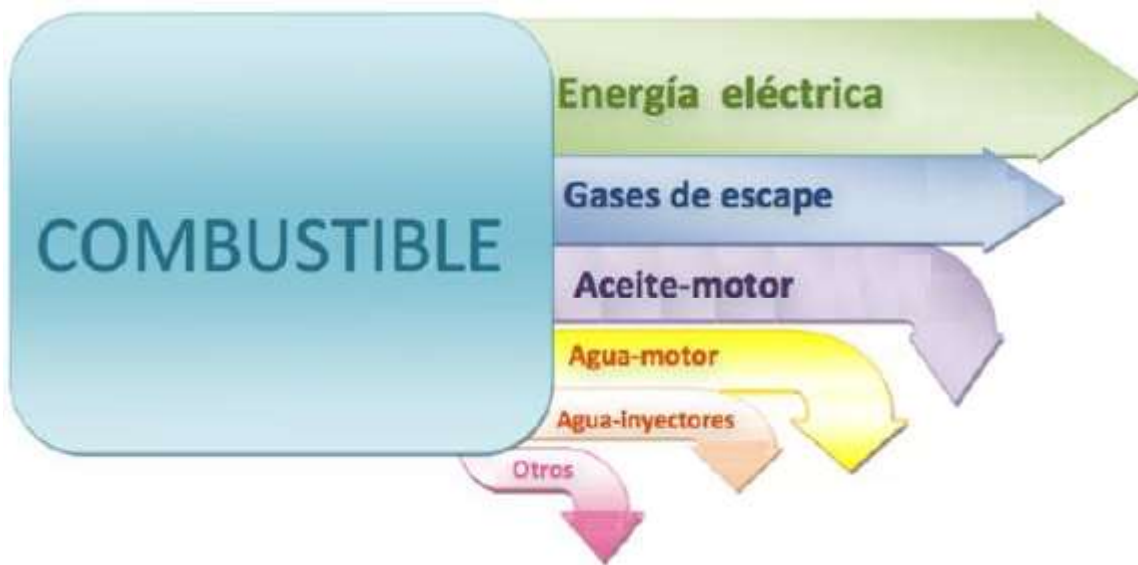 COMBUSTIBLE
Energía eléctrica
Gases de escape
Aceite-motor
Agua-motor
Agua-inyectores
Otros